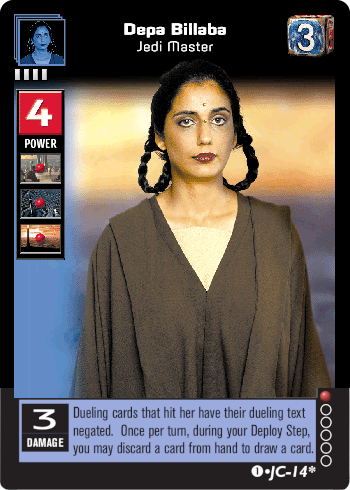 Depa Billaba
Jedi Master
3
4
POWER
3
DAMAGE
Dueling cards that hit her have their dueling text
negated. Once per turn, during your Deploy Step,
you may discard a card from hand to draw a card.
1•JC-14*